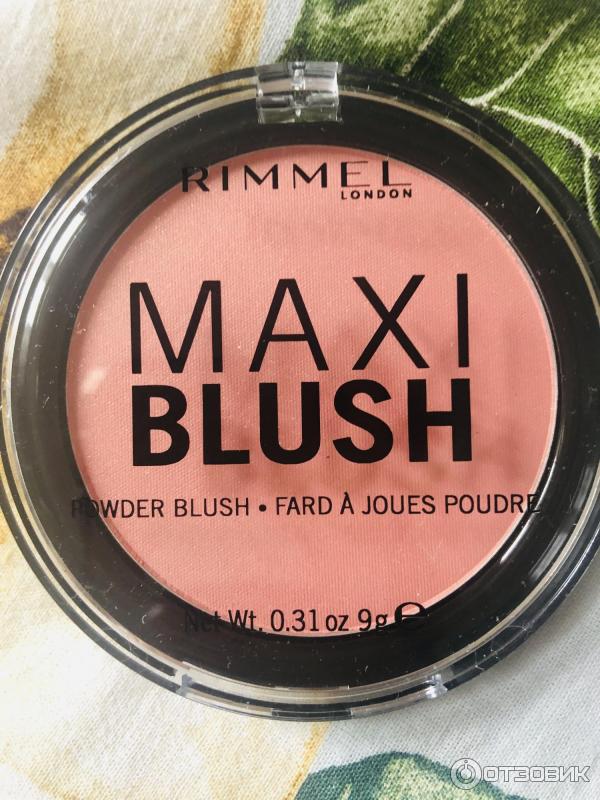 RIMMEL
LONDON
MAXI
BLUSH
POWDER BLUSH • FARD À JOUES POUDRE
Net Wt. 0.31 oz 9g ℮
ОТЗОВИК